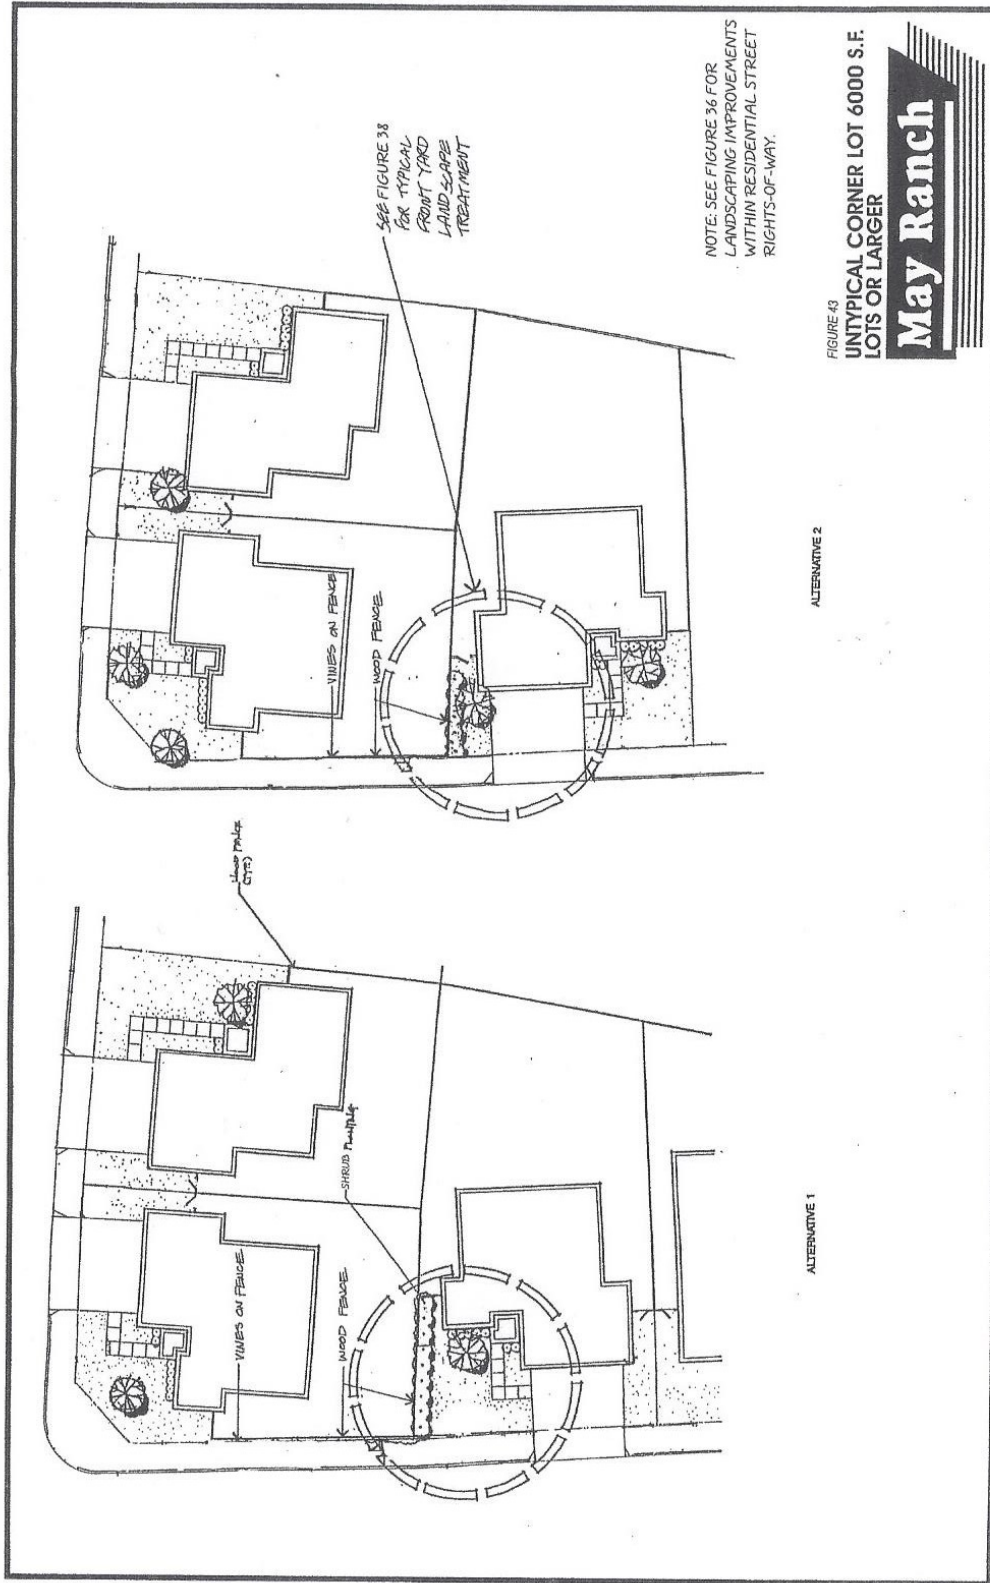 SEE FIGURE 38
FOR TYPICAL
FRONT YARD
LANDSCAPE
TREATMENT
NOTE: SEE FIGURE 36 FOR
LANDSCAPING IMPROVEMENTS
WITHIN RESIDENTIAL STREET
RIGHTS-OF-WAY.
WOOD FENCE
(TYP.)
VINES ON FENCE
WOOD FENCE
SHRUB PLANTING
VINES ON FENCE
WOOD FENCE
ALTERNATIVE 1
ALTERNATIVE 2
FIGURE 43
UNTYPICAL CORNER LOT 6000 S.F.
LOTS OR LARGER
May Ranch